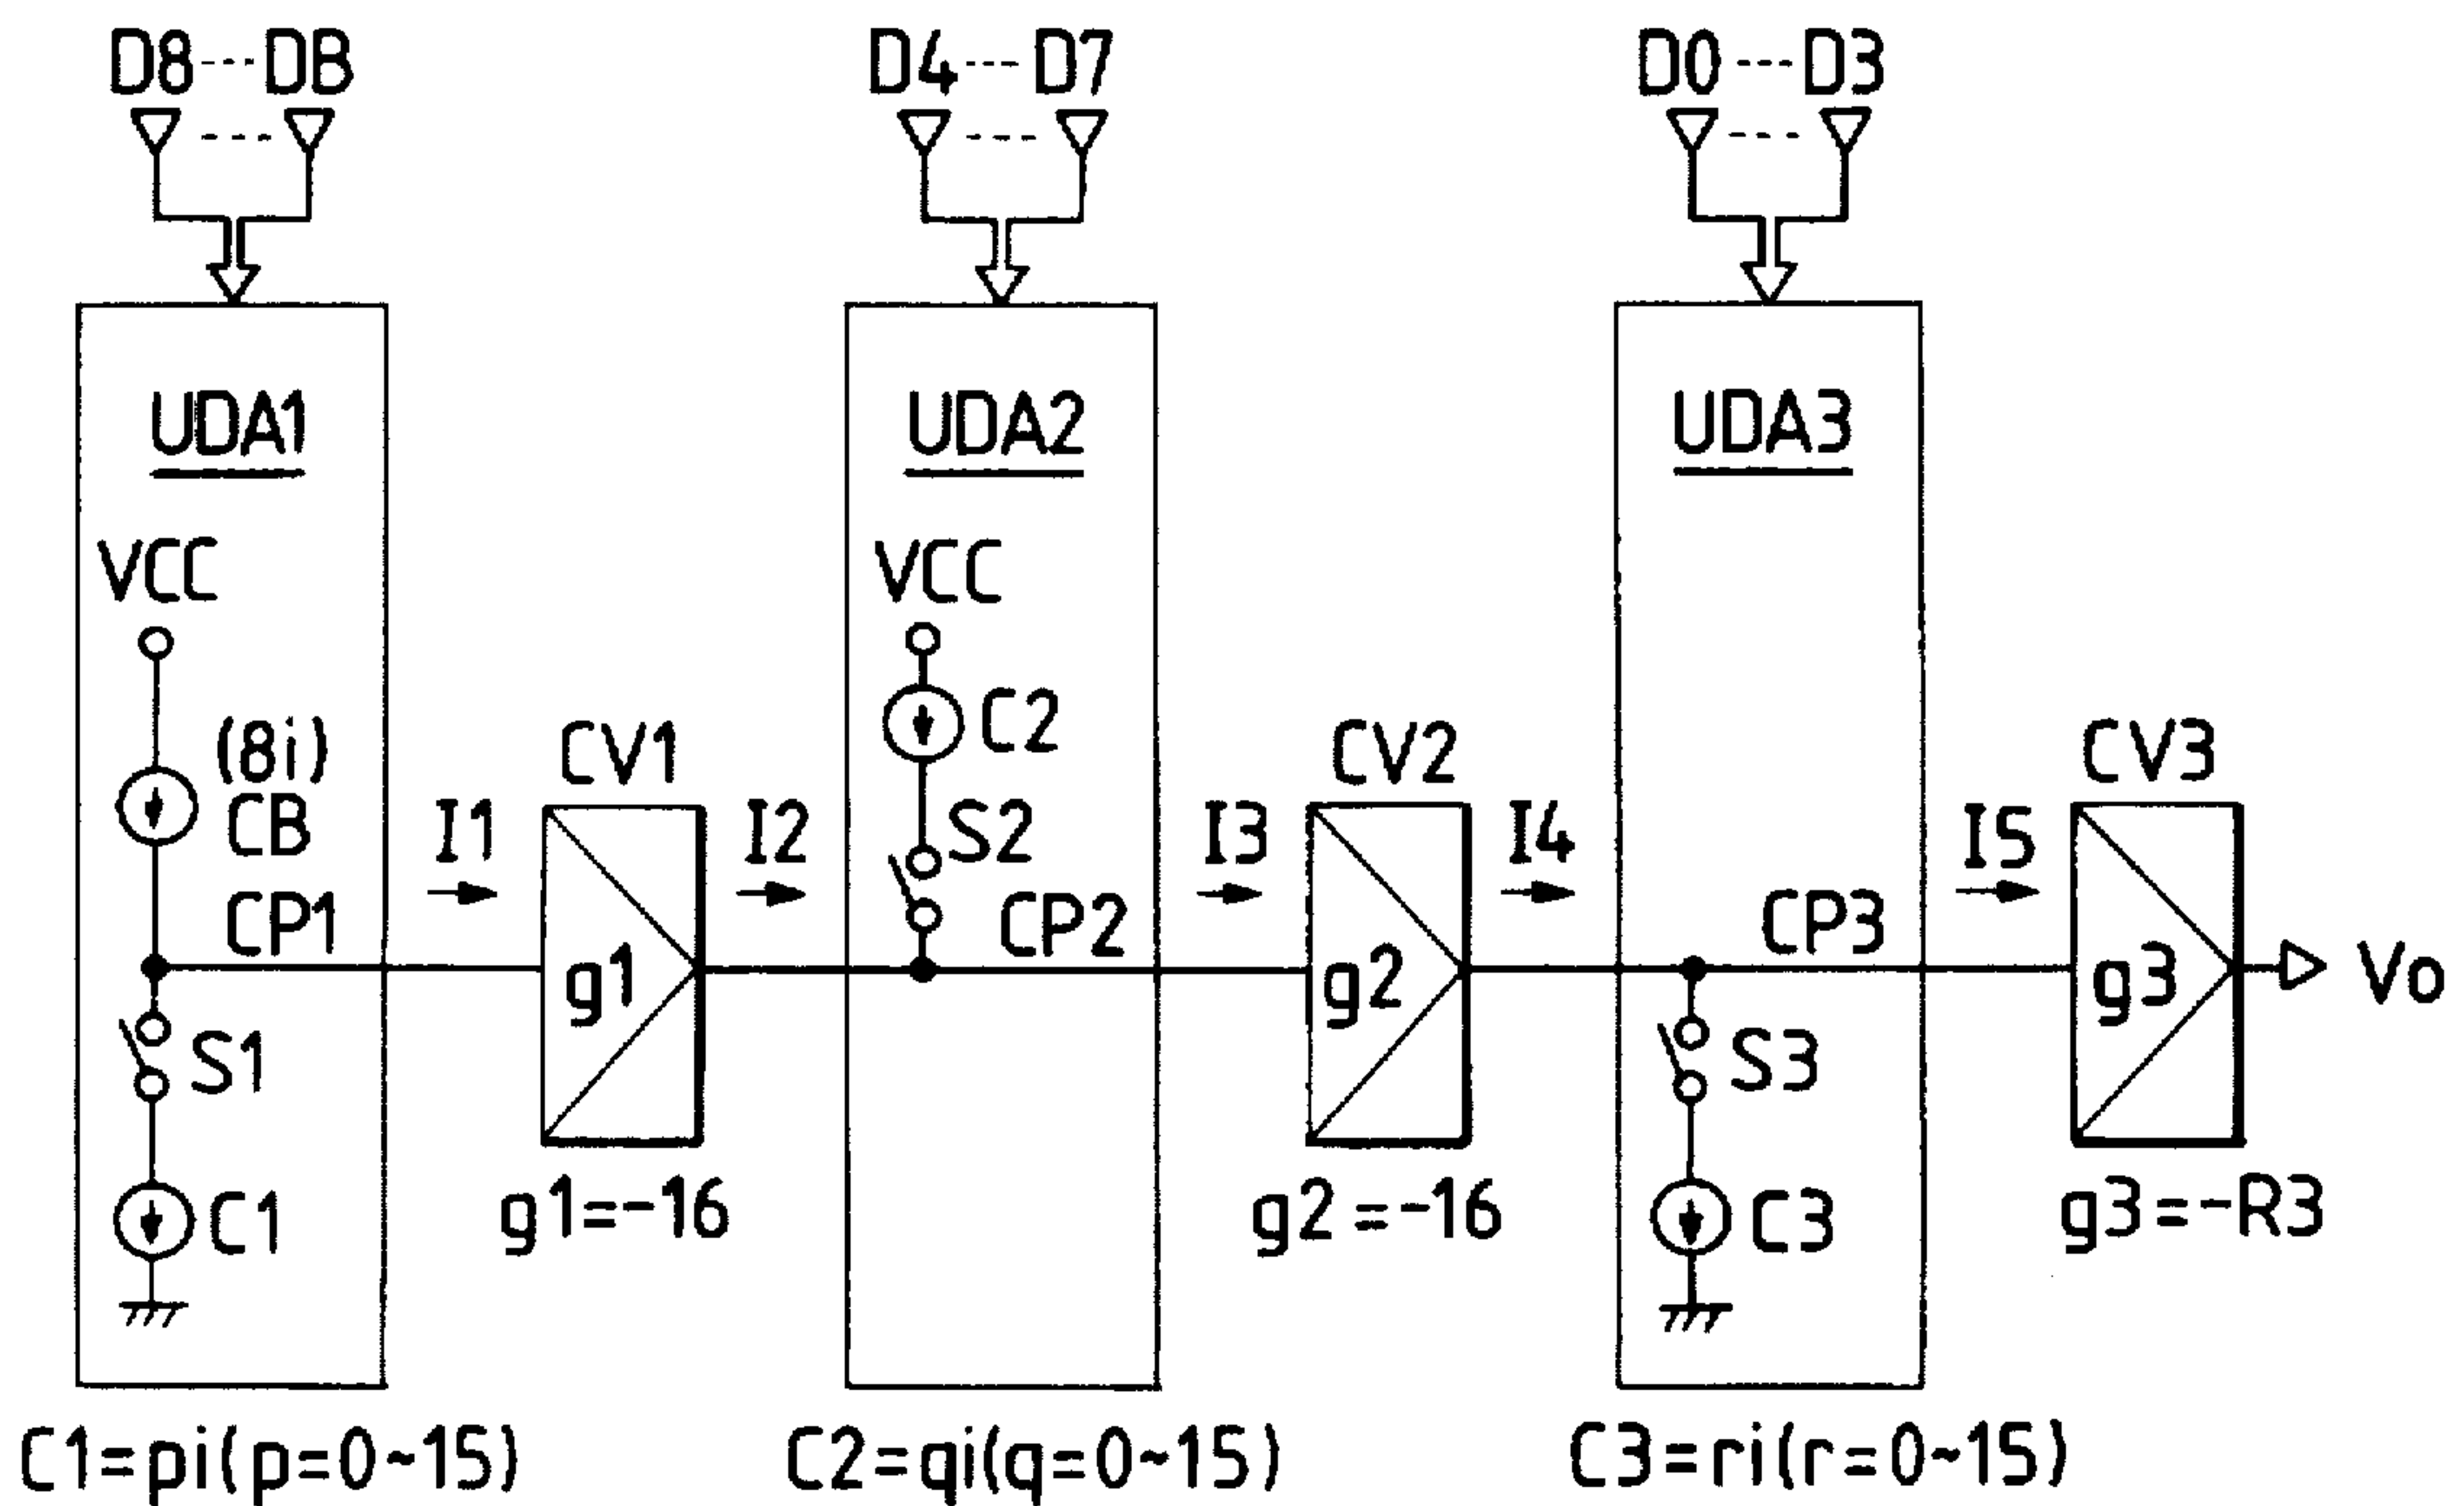 D8---DB
D4---D7
D0---D3
UDA1
UDA2
UDA3
VCC
VCC
(8i)
CB
CP1
I1
CV1
g1
I2
C2
S2
CP2
I3
CV2
g2
I4
CP3
I5
CV3
g3
Vo
S1
C1
g1=-16
g2=-16
S3
C3
g3=-R3
C1=pi(p=0~15)
C2=qi(q=0~15)
C3=ri(r=0~15)